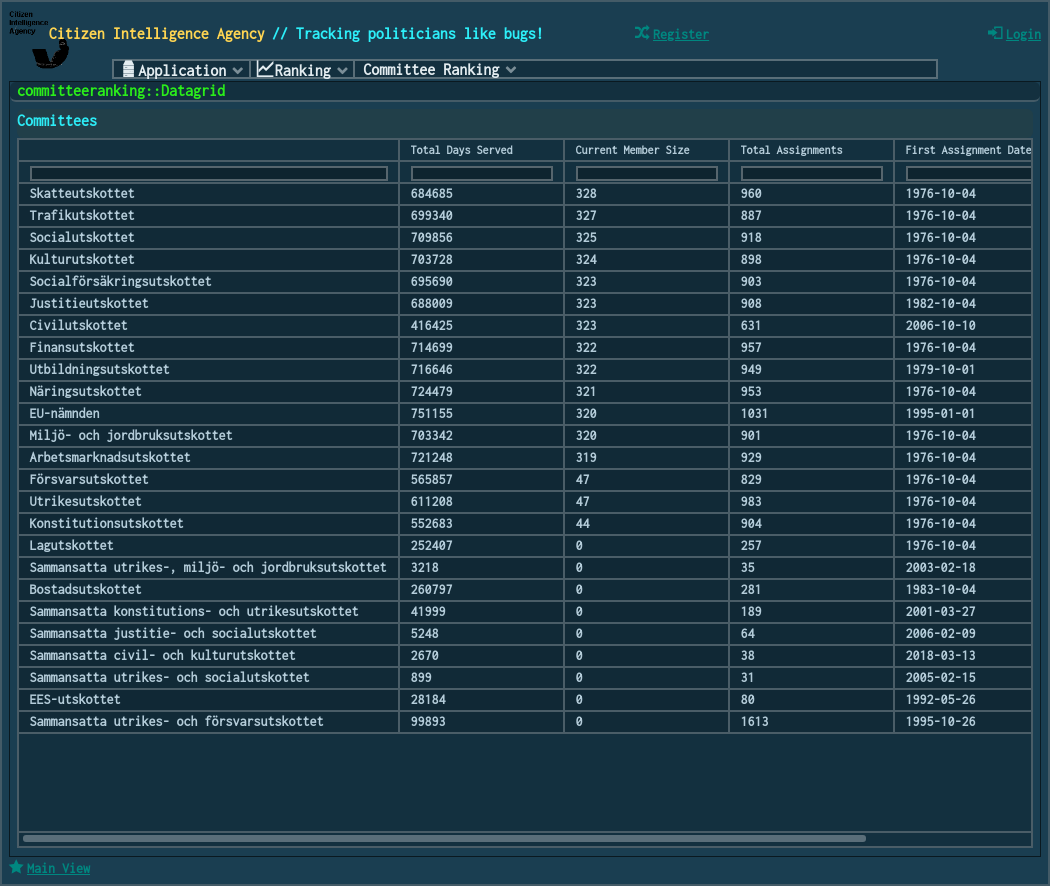 Citizen
Intelligence
Agency
Citizen Intelligence Agency // Tracking politicians like bugs!
Register
Login
Application
Ranking
Committee Ranking
committeeranking::Datagrid
Committees
Total Days Served Current Member Size Total Assignments First Assignment Date
Skatteutskottet 684685 328 960 1976-10-04
Trafikutskottet 699340 327 887 1976-10-04
Socialutskottet 709856 325 918 1976-10-04
Kulturutskottet 703728 324 898 1976-10-04
Socialförsäkringsutskottet 695690 323 903 1976-10-04
Justitieutskottet 688009 323 908 1982-10-04
Civilutskottet 416425 323 631 2006-10-10
Finansutskottet 714699 322 957 1976-10-04
Utbildningsutskottet 716646 322 949 1979-10-01
Näringsutskottet 724479 321 953 1976-10-04
EU-nämnden 751155 320 1031 1995-01-01
Miljö- och jordbruksutskottet 703342 320 901 1976-10-04
Arbetsmarknadsutskottet 721248 319 929 1976-10-04
Försvarsutskottet 565857 47 829 1976-10-04
Utrikesutskottet 611208 47 983 1976-10-04
Konstitutionsutskottet 552683 44 904 1976-10-04
Lagutskottet 252407 0 257 1976-10-04
Sammansatta utrikes-, miljö- och jordbruksutskottet 3218 0 35 2003-02-18
Bostadsutskottet 260797 0 281 1983-10-04
Sammansatta konstitutions- och utrikesutskottet 41999 0 189 2001-03-27
Sammansatta justitie- och socialutskottet 5248 0 64 2006-02-09
Sammansatta civil- och kulturutskottet 2670 0 38 2018-03-13
Sammansatta utrikes- och socialutskottet 899 0 31 2005-02-15
EES-utskottet 28184 0 80 1992-05-26
Sammansatta utrikes- och försvarsutskottet 99893 0 1613 1995-10-26
Main View